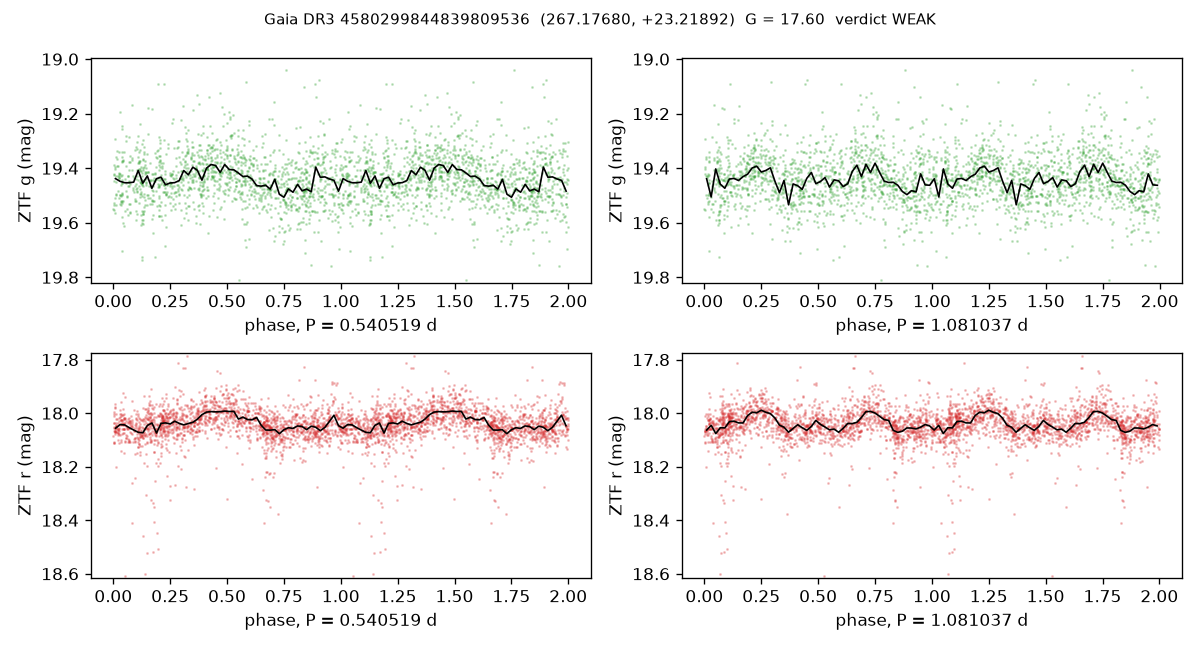 Gaia DR3 4580299844839809536 (267.17680, +23.21892) G = 17.60 verdict WEAK
ZTF g (mag)
19.0
19.2
19.4
19.6
19.8
0.00 0.25 0.50 0.75 1.00 1.25 1.50 1.75 2.00
phase, P = 0.540519 d
ZTF g (mag)
19.0
19.2
19.4
19.6
19.8
0.00 0.25 0.50 0.75 1.00 1.25 1.50 1.75 2.00
phase, P = 1.081037 d
ZTF r (mag)
17.8
18.0
18.2
18.4
18.6
0.00 0.25 0.50 0.75 1.00 1.25 1.50 1.75 2.00
phase, P = 0.540519 d
ZTF r (mag)
17.8
18.0
18.2
18.4
18.6
0.00 0.25 0.50 0.75 1.00 1.25 1.50 1.75 2.00
phase, P = 1.081037 d